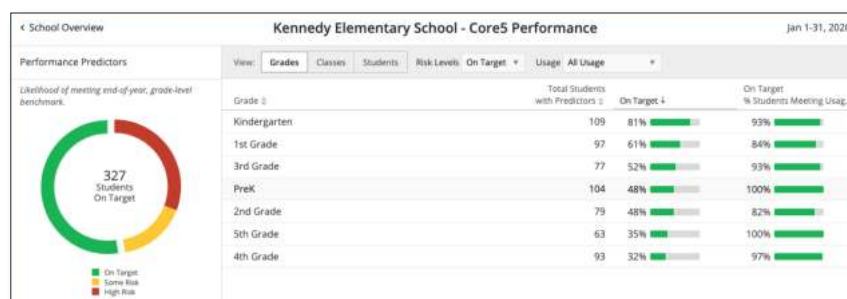 < School Overview
Kennedy Elementary School - Core5 Performance
Jan 1-31, 202
Performance Predictors
View: Grades Classes Students Risk Levels On Target Usage All Usage
Likelihood of meeting end-of-year, grade-level
benchmark.
327
Students
On Target
On Target
Some Risk
High Risk
Grade
Total Students
with Predictors
On Target ↓
On Target
% Students Meeting Usag
Kindergarten 109 81% 93%
1st Grade 97 61% 84%
3rd Grade 77 52% 93%
PreK 104 48% 100%
2nd Grade 79 48% 82%
5th Grade 63 35% 100%
4th Grade 93 32% 97%